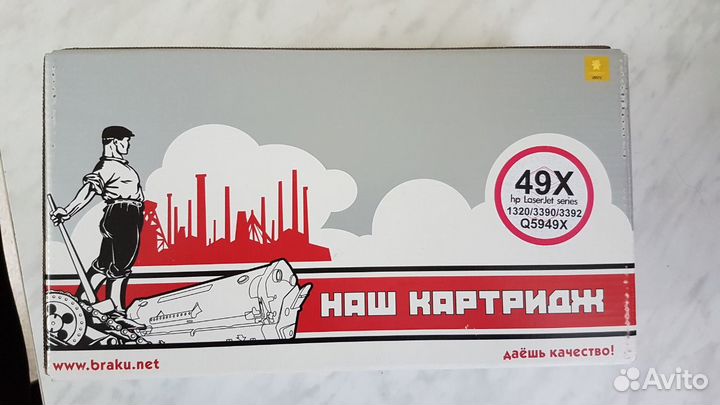 49X
hp LaserJet series
1320/3390/3392
Q5949X
НАШ КАРТРИДЖ
www.braku.net
даёшь качество!
Avito